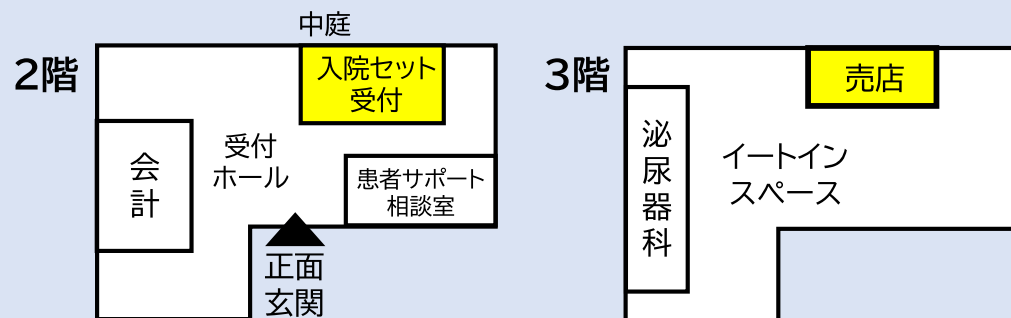 中庭
2階
入院セット
受付
会
計
受付
ホール
患者サポート
相談室
正面
玄関
3階
売店
泌
尿
器
科
イートイン
スペース